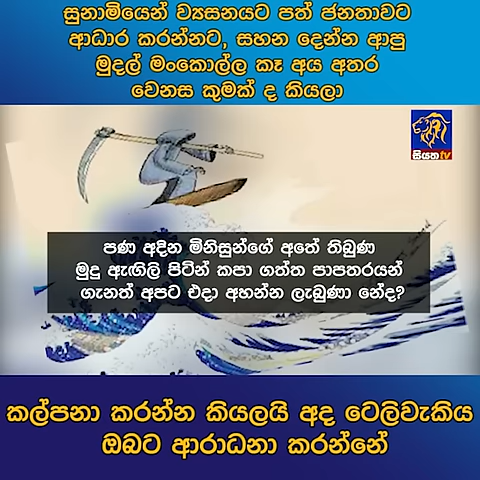 සුනාමියෙන් ව්‍යසනයට පත් ජනතාවට
ආධාර කරන්නට, සහන දෙන්න ආපු
මුදල් මංකොල්ල කෑ අය අතර
වෙනස කුමක් ද කියලා
සියත tv
පණ අදින මිනිසුන්ගේ අතේ තිබුණ
මුදු ඇඟිලි පිටින් කපා ගත්ත පාපතරයන්
ගැනත් අපට එදා අහන්න ලැබුණා නේද?
කල්පනා කරන්න කියලයි අද ටෙලිවැකිය
ඔබට ආරාධනා කරන්නේ